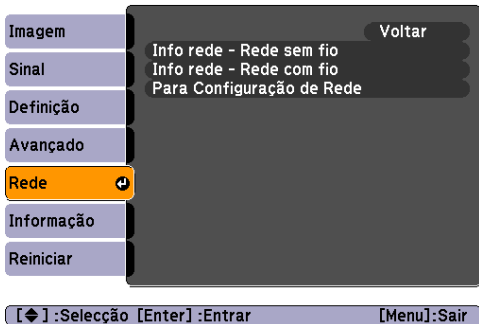 Imagem
Sinal
Definição
Avançado
Rede
Informação
Reiniciar
Voltar
Info rede - Rede sem fio
Info rede - Rede com fio
Para Configuração de Rede
[◆] :Selecção [Enter] :Entrar [Menu]:Sair